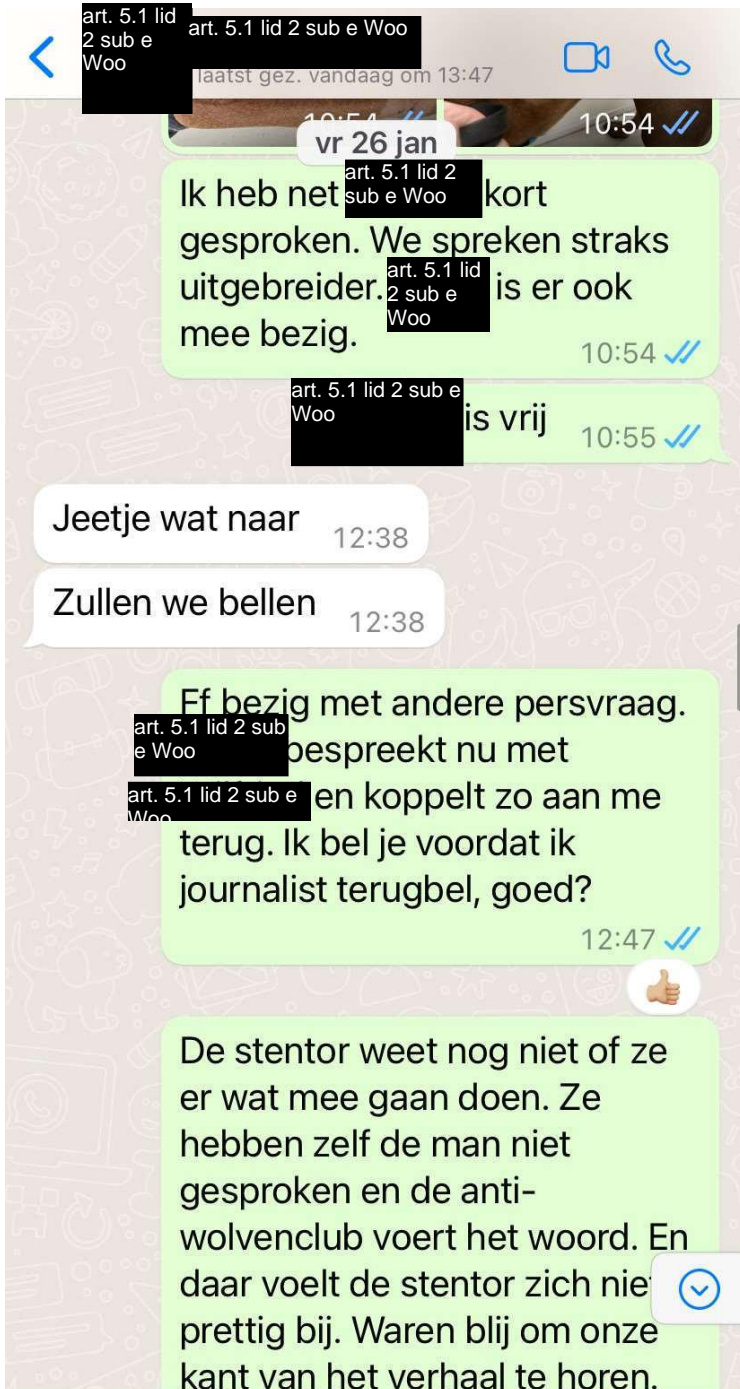 art. 5.1 lid
2 sub e
Woo
art. 5.1 lid 2 sub e Woo
laatst gez. vandaag om 13:47
10:54
10:54
vr 26 jan
Ik heb net art. 5.1 lid 2 sub e Woo kort
gesproken. We spreken straks
uitgebreider. art. 5.1 lid 2 sub e Woo is er ook
mee bezig.
10:54
art. 5.1 lid 2 sub e Woo is vrij
10:55
Jeetje wat naar
12:38
Zullen we bellen
12:38
Ff bezig met andere persvraag.
art. 5.1 lid 2 sub e Woo bespreekt nu met
art. 5.1 lid 2 sub e Woo en koppelt zo aan me
terug. Ik bel je voordat ik
journalist terugbel, goed?
12:47
De stentor weet nog niet of ze
er wat mee gaan doen. Ze
hebben zelf de man niet
gesproken en de anti-
wolvenclub voert het woord. En
daar voelt de stentor zich niet
prettig bij. Waren blij om onze
kant van het verhaal te horen.